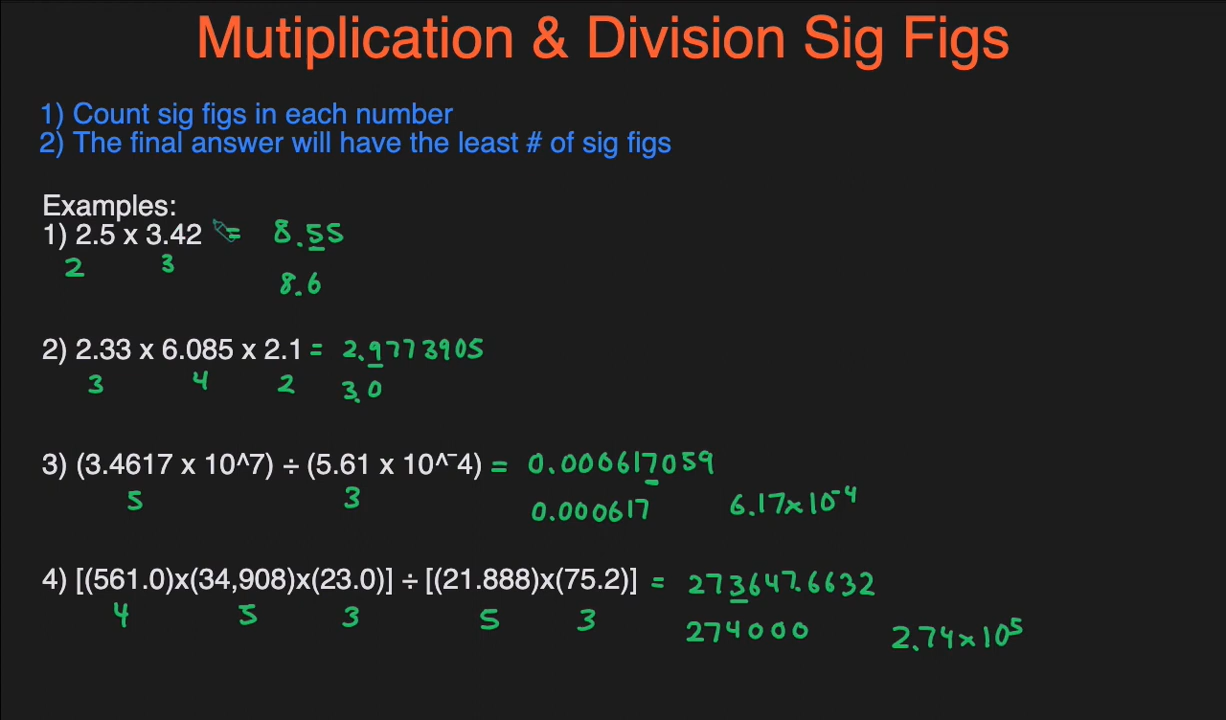 Mutiplication & Division Sig Figs
1) Count sig figs in each number
2) The final answer will have the least # of sig figs
Examples:
1) 2.5 x 3.42 = 8.55
2 3
8.6
2) 2.33 x 6.085 x 2.1 = 2.9773905
3 4 2 3.0
3) (3.4617 x 10^7) ÷ (5.61 x 10^⁻4) = 0.000617059
5 3 0.000617 6.17x10⁻⁴
4) [(561.0)x(34,908)x(23.0)] ÷ [(21.888)x(75.2)] = 273647.6632
4 5 3 5 3 274000 2.74x10⁵